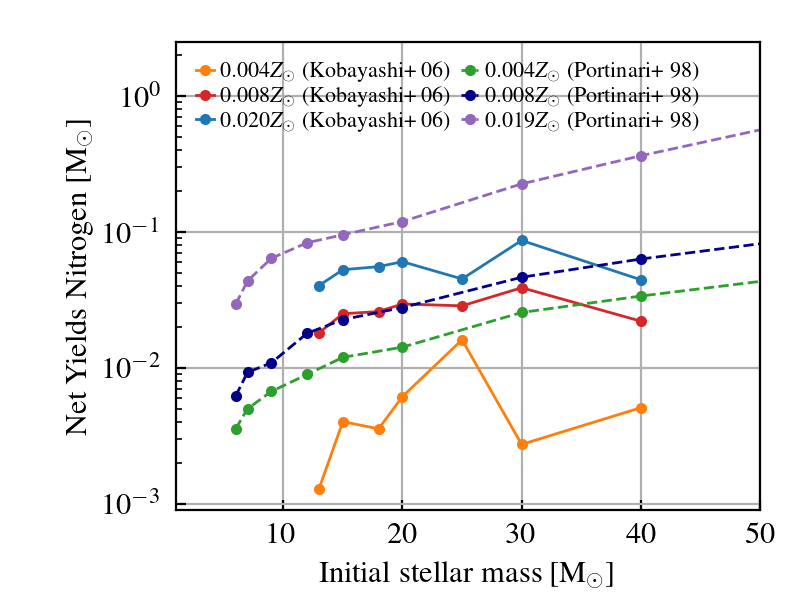 0.004Z⊙ (Kobayashi+ 06) 0.004Z⊙ (Portinari+ 98)
0.008Z⊙ (Kobayashi+ 06) 0.008Z⊙ (Portinari+ 98)
0.020Z⊙ (Kobayashi+ 06) 0.019Z⊙ (Portinari+ 98)
Net Yields Nitrogen [M⊙]
10⁰
10⁻¹
10⁻²
10⁻³
10 20 30 40 50
Initial stellar mass [M⊙]